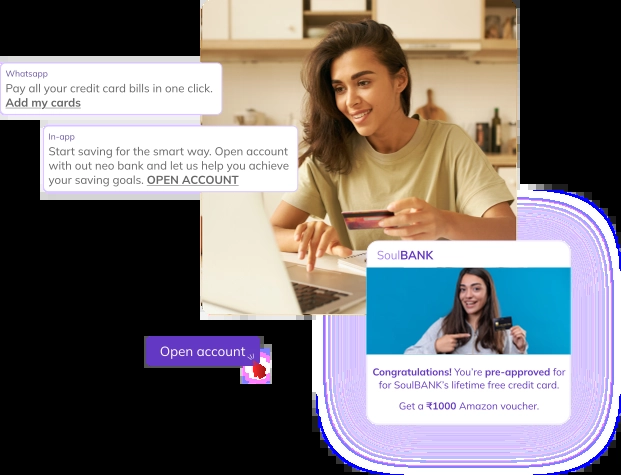 Whatsapp
Pay all your credit card bills in one click.
Add my cards
In-app
Start saving for the smart way. Open account
with out neo bank and let us help you achieve
your saving goals. OPEN ACCOUNT
SoulBANK
Congratulations! You're pre-approved for
for SoulBANK's lifetime free credit card.
Get a ₹1000 Amazon voucher.
Open account